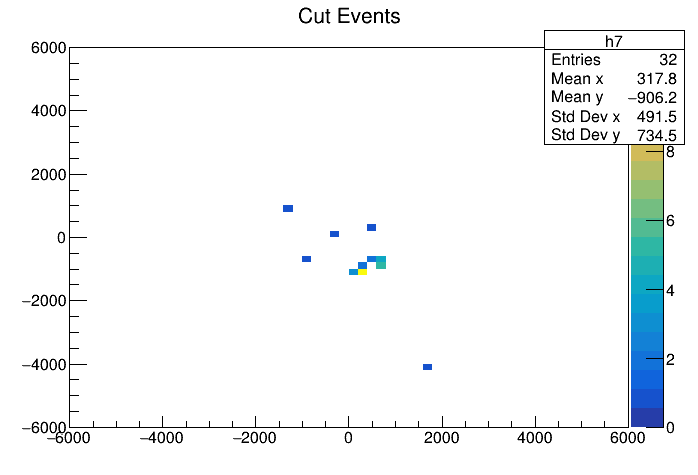 Cut Events
h7
Entries 32
Mean x 317.8
Mean y −906.2
Std Dev x 491.5
Std Dev y 734.5
6000
4000
2000
0
−2000
−4000
−6000
−6000 −4000 −2000 0 2000 4000 6000
8
6
4
2
0